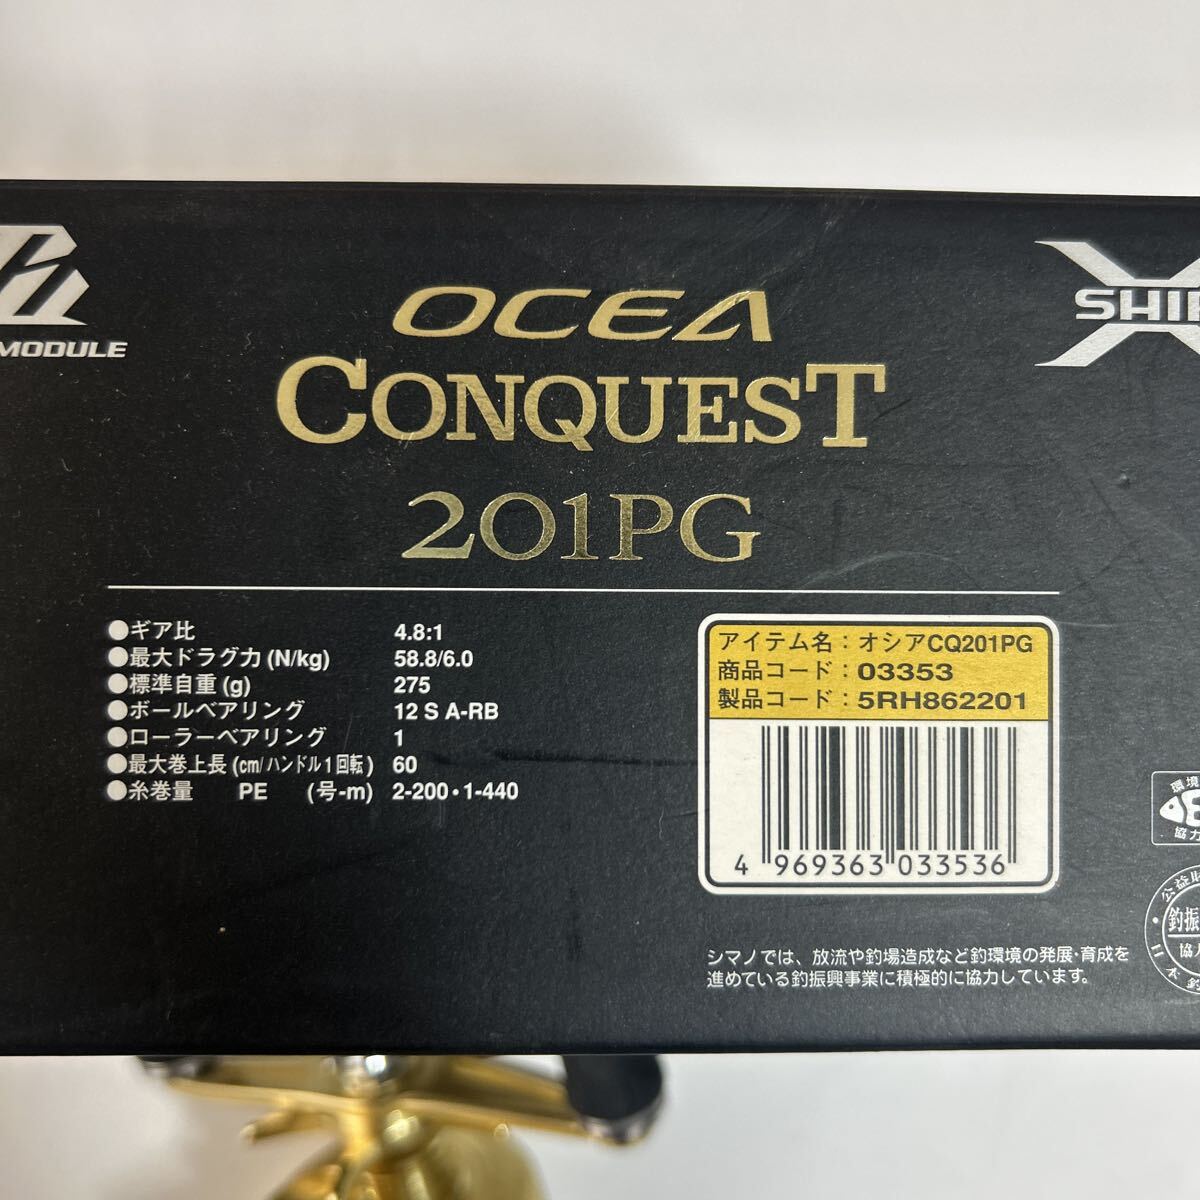 MODULE
OCEA
CONQUEST
201PG
●ギア比 4.8:1
●最大ドラグ力 (N/kg) 58.8/6.0
●標準自重 (g) 275
●ボールベアリング 12 S A-RB
●ローラーベアリング 1
●最大巻上長 (cm/ハンドル1回転) 60
●糸巻量 PE (号-m) 2-200・1-440
アイテム名：オシアCQ201PG
商品コード：03353
製品コード：5RH862201
4 969363 033536
シマノでは、放流や釣場造成など釣環境の発展・育成を
進めている釣振興事業に積極的に協力しています。
環境
協力